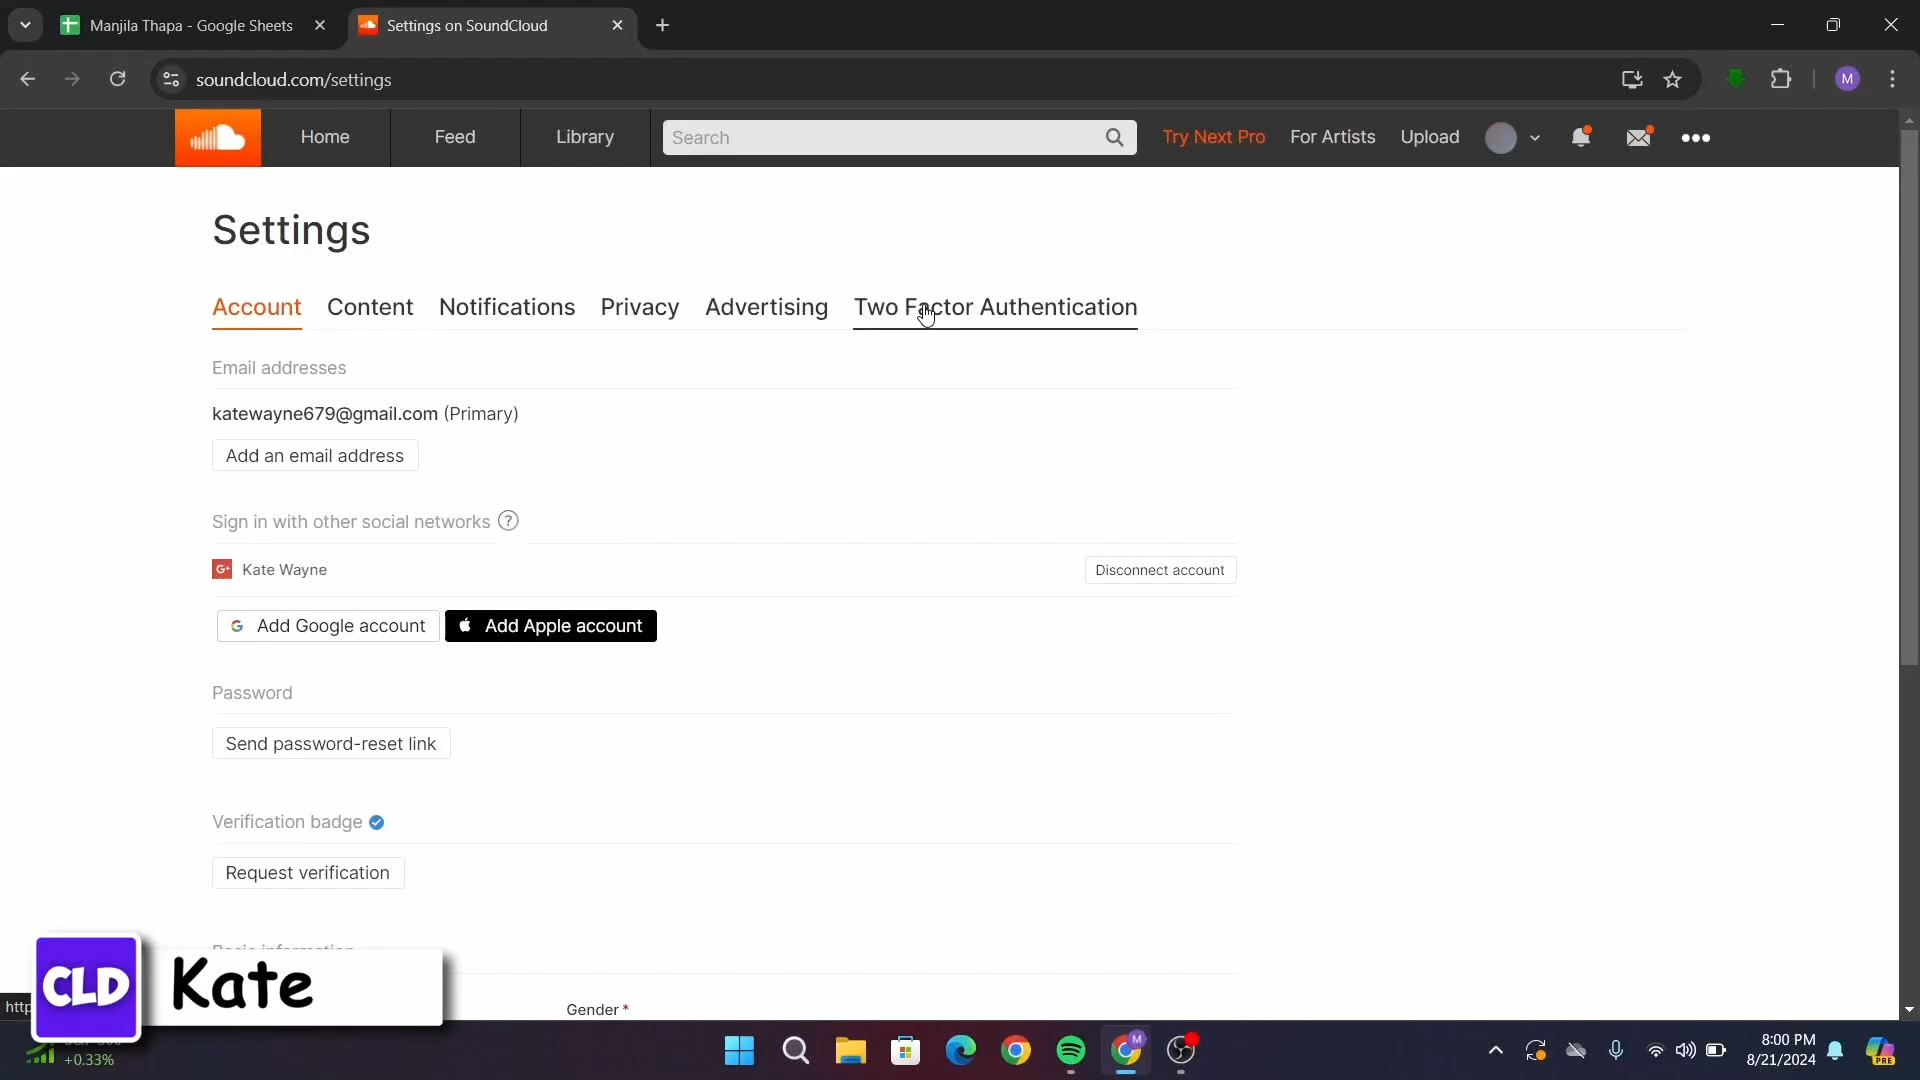 Manjila Thapa - Google Sheets
Settings on SoundCloud
soundcloud.com/settings
M
Home
Feed
Library
Search
Try Next Pro
For Artists
Upload
Settings
Account
Content
Notifications
Privacy
Advertising
Two Factor Authentication
Email addresses
katewayne679@gmail.com (Primary)
Add an email address
Sign in with other social networks ?
G+ Kate Wayne
Disconnect account
G Add Google account
Add Apple account
Password
Send password-reset link
Verification badge
Request verification
Basic information
Gender *
CLD
Kate
+0.33%
M
8:00 PM
8/21/2024
PRE